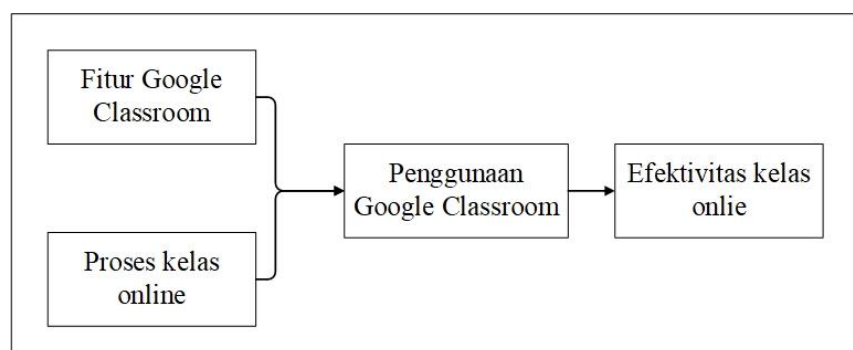 Fitur Google
Classroom
Penggunaan
Google Classroom
Efektivitas kelas
onlie
Proses kelas
online